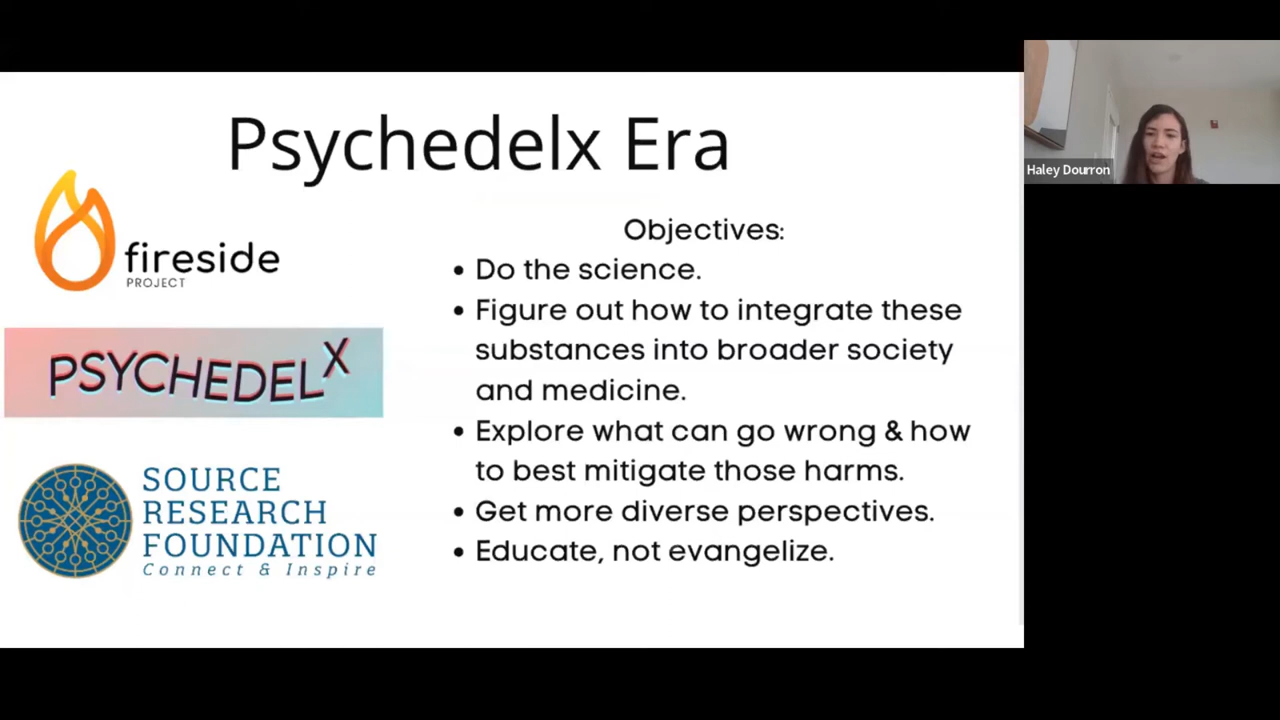 Psychedelx Era
fireside
PROJECT
PSYCHEDELX
SOURCE
RESEARCH
FOUNDATION
Connect & Inspire
Objectives:
• Do the science.
• Figure out how to integrate these
substances into broader society
and medicine.
• Explore what can go wrong & how
to best mitigate those harms.
• Get more diverse perspectives.
• Educate, not evangelize.
Haley Dourron